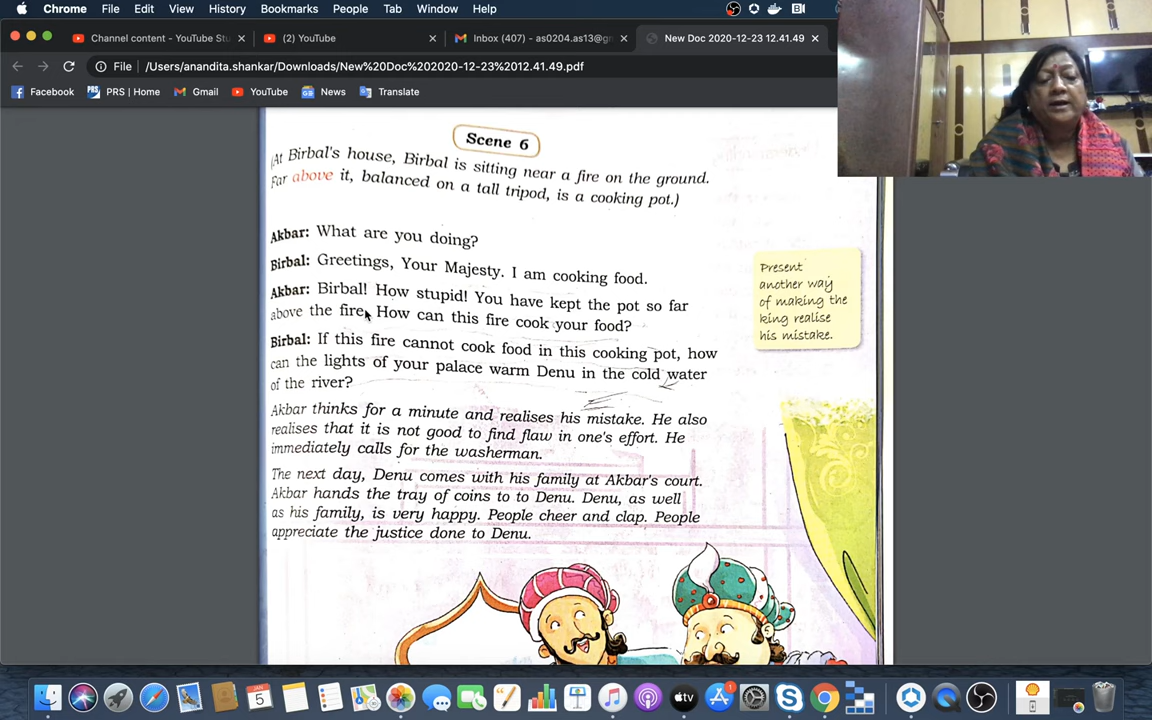 Chrome File Edit View History Bookmarks People Tab Window Help
Channel content - YouTube Stu
(2) YouTube
Inbox (407) - as0204.as13@gm
New Doc 2020-12-23 12.41.49
File /Users/anandita.shankar/Downloads/New%20Doc%202020-12-23%2012.41.49.pdf
Facebook PRS | Home Gmail YouTube News Translate
Scene 6
(At Birbal's house, Birbal is sitting near a fire on the ground.
Far above it, balanced on a tall tripod, is a cooking pot.)
Akbar: What are you doing?
Birbal: Greetings, Your Majesty. I am cooking food.
Akbar: Birbal! How stupid! You have kept the pot so far
above the fire. How can this fire cook your food?
Birbal: If this fire cannot cook food in this cooking pot, how
can the lights of your palace warm Denu in the cold water
of the river?
Akbar thinks for a minute and realises his mistake. He also
realises that it is not good to find flaw in one's effort. He
immediately calls for the washerman.
The next day, Denu comes with his family at Akbar's court.
Akbar hands the tray of coins to to Denu. Denu, as well
as his family, is very happy. People cheer and clap. People
appreciate the justice done to Denu.
Present
another way
of making the
king realise
his mistake.
JAN
5
tv
1